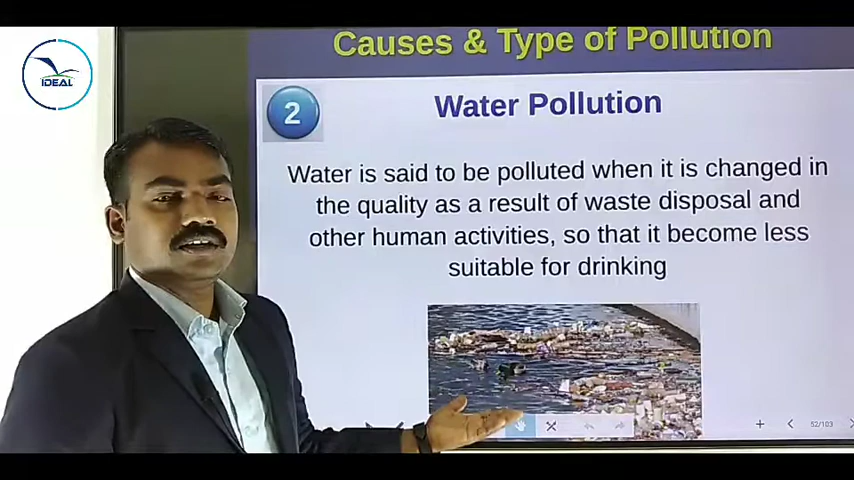 Causes & Type of Pollution
IDEAL
2
Water Pollution
Water is said to be polluted when it is changed in
the quality as a result of waste disposal and
other human activities, so that it become less
suitable for drinking
52/103